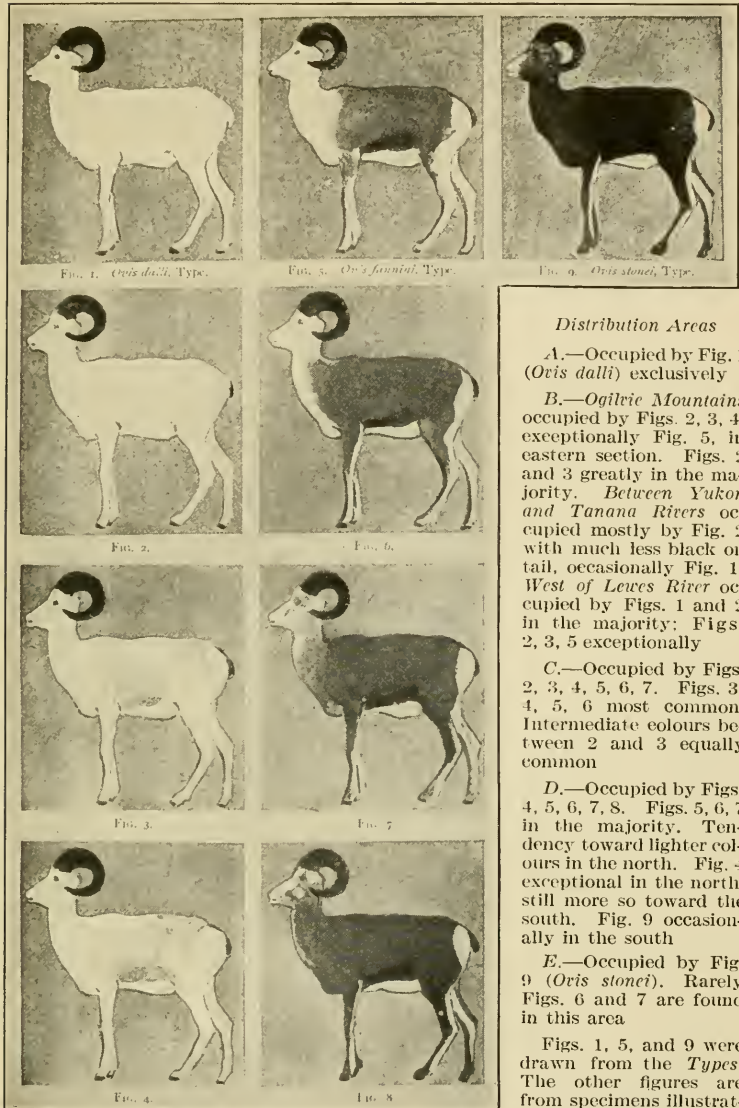 FIG. 1. Ovis dalli, Type.
FIG. 5. Ovis fannini, Type.
FIG. 9. Ovis stonei, Type.
FIG. 2.
FIG. 6.
FIG. 3.
FIG. 7
FIG. 4.
FIG. 8
Distribution Areas
A.—Occupied by Fig.
(Ovis dalli) exclusively
B.—Ogilvie Mountains
occupied by Figs. 2, 3, 4,
exceptionally Fig. 5, in
eastern section. Figs. 2
and 3 greatly in the ma-
jority. Between Yukon
and Tanana Rivers oc-
cupied mostly by Fig. 2
with much less black on
tail, occasionally Fig. 1.
West of Lewes River oc-
cupied by Figs. 1 and 2
in the majority; Figs.
2, 3, 5 exceptionally
C.—Occupied by Figs.
2, 3, 4, 5, 6, 7. Figs. 3,
4, 5, 6 most common.
Intermediate colours be-
tween 2 and 3 equally
common
D.—Occupied by Figs.
4, 5, 6, 7, 8. Figs. 5, 6, 7
in the majority. Ten-
dency toward lighter col-
ours in the north. Fig. 4
exceptional in the north,
still more so toward the
south. Fig. 9 occasion-
ally in the south
E.—Occupied by Fig.
9 (Ovis stonei). Rarely
Figs. 6 and 7 are found
in this area
Figs. 1, 5, and 9 were
drawn from the Types.
The other figures are
from specimens illustrat-